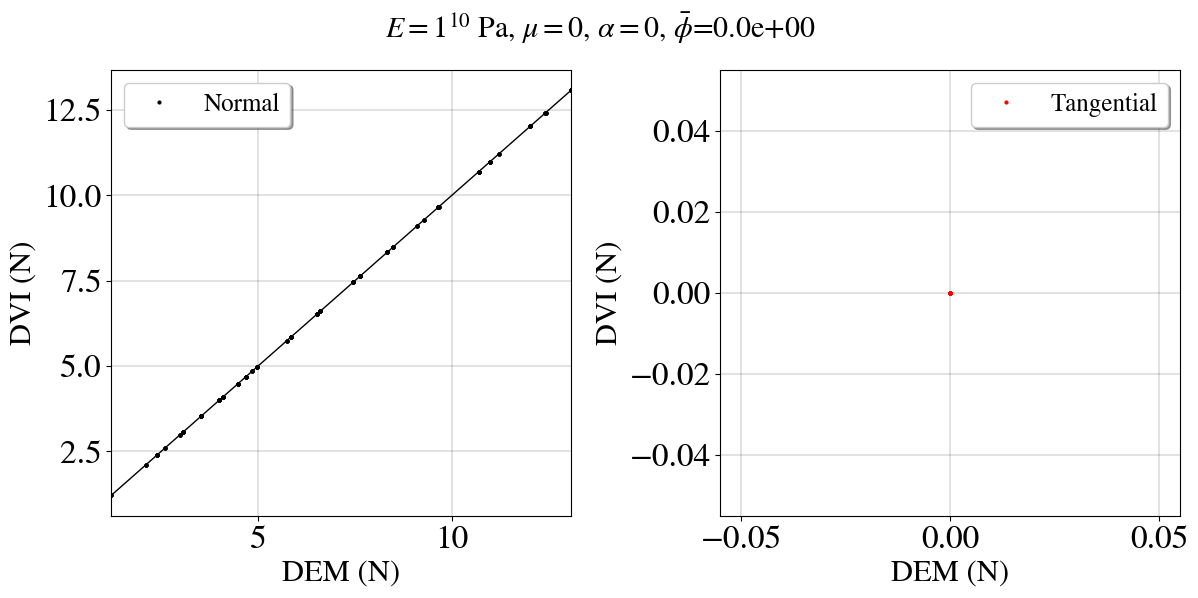 E = 1¹⁰ Pa, μ = 0, α = 0, ϕ̄=0.0e+00
Normal
12.5
10.0
7.5
5.0
2.5
DVI (N)
5 10
DEM (N)
Tangential
0.04
0.02
0.00
−0.02
−0.04
DVI (N)
−0.05 0.00 0.05
DEM (N)